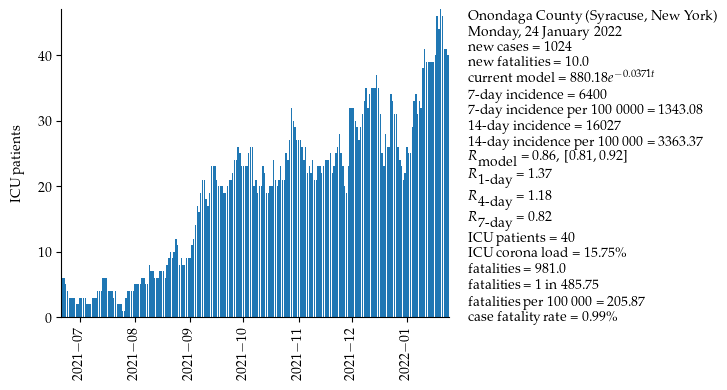 Onondaga County (Syracuse, New York)
Monday, 24 January 2022
new cases = 1024
new fatalities = 10.0
current model = 880.18e^{−0.0371t}
7-day incidence = 6400
7-day incidence per 100 0000 = 1343.08
14-day incidence = 16027
14-day incidence per 100 000 = 3363.37
R_model = 0.86, [0.81, 0.92]
R_1-day = 1.37
R_4-day = 1.18
R_7-day = 0.82
ICU patients = 40
ICU corona load = 15.75%
fatalities = 981.0
fatalities = 1 in 485.75
fatalities per 100 000 = 205.87
case fatality rate = 0.99%
ICU patients
40
30
20
10
0
2021−07
2021−08
2021−09
2021−10
2021−11
2021−12
2022−01